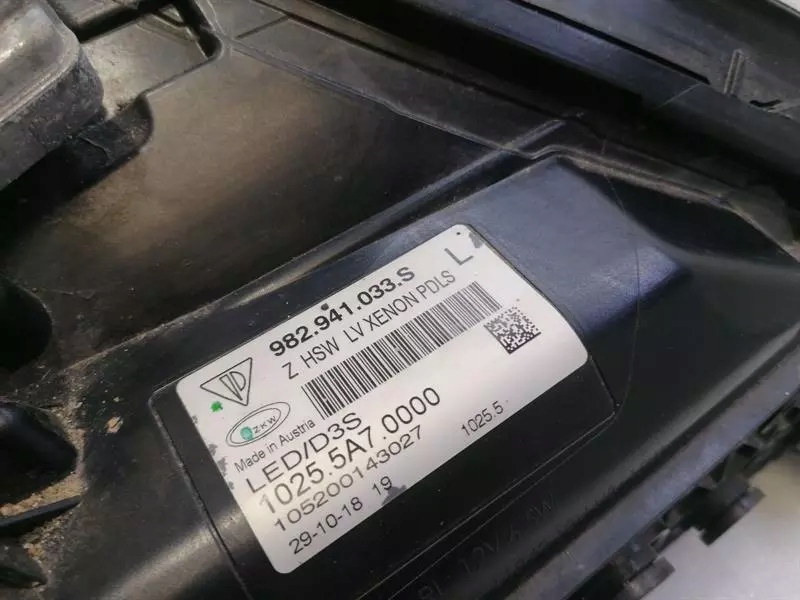 982.941.033.S L
Z HSW LV XENON PDLS
ZKW
Made in Austria
LED/D3S
1025.5A7.0000
105200143027 1025.5
29-10-18 19